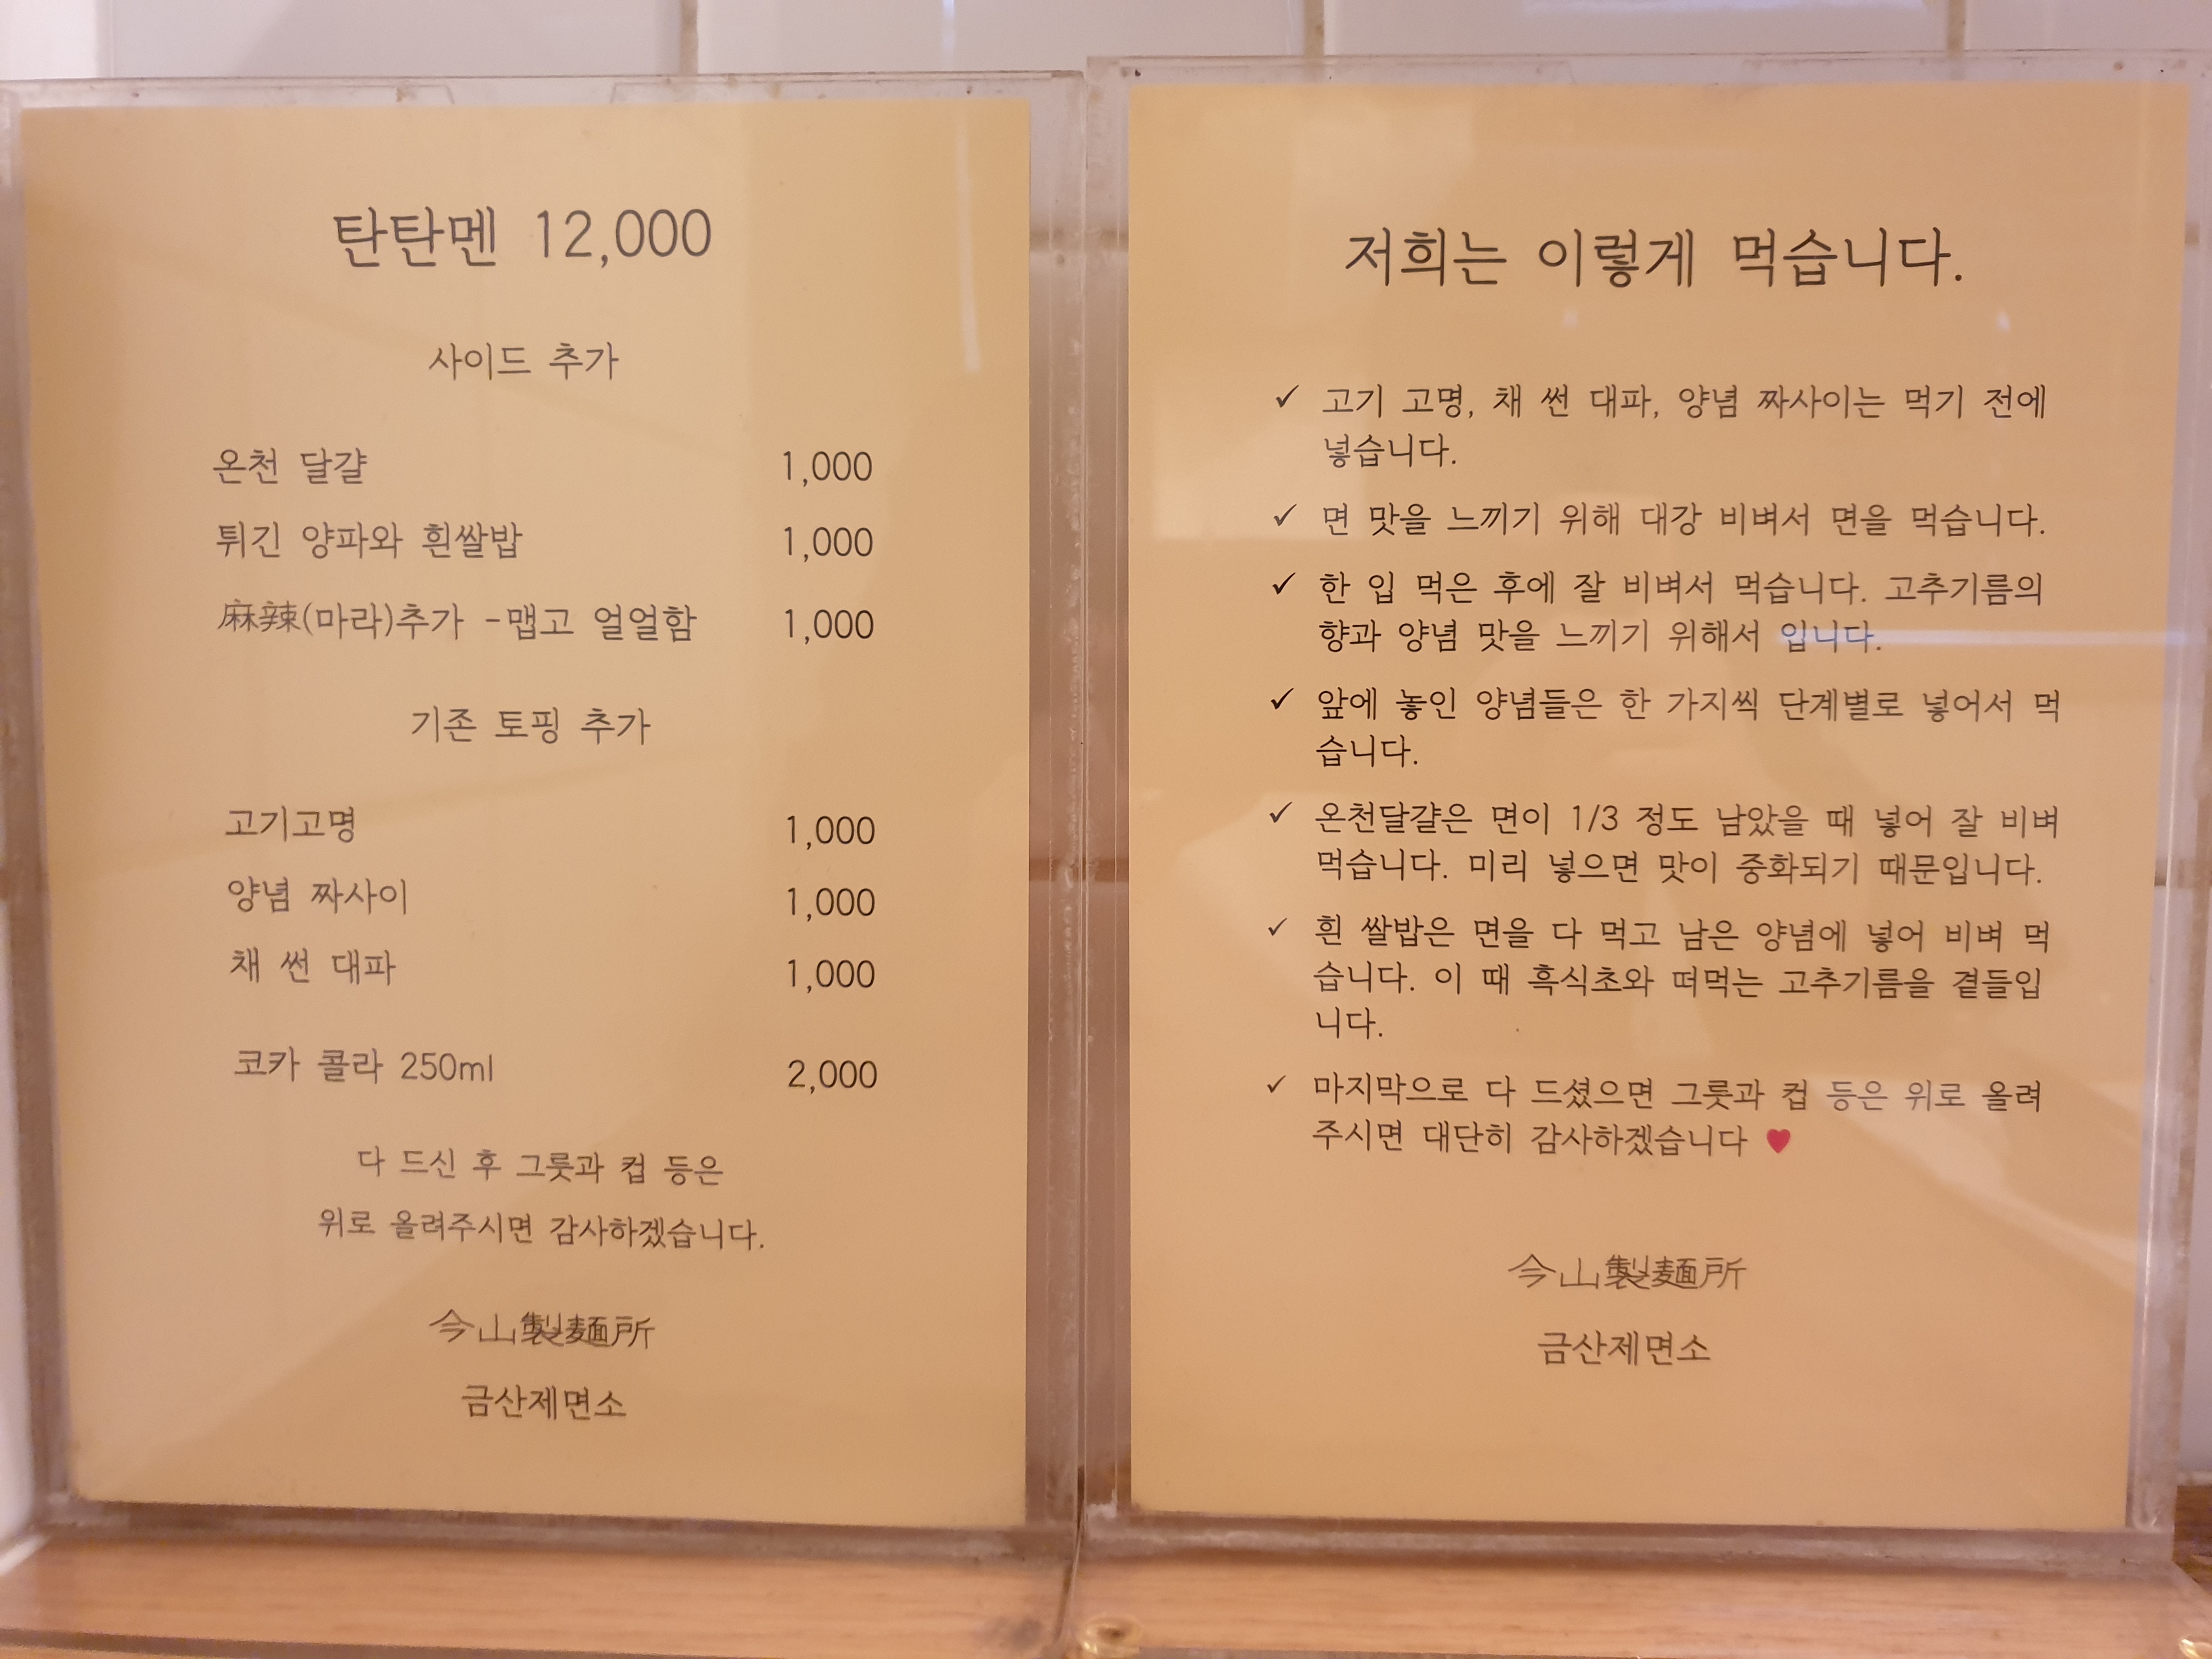 탄탄멘 12,000
사이드 추가
온천 달걀 1,000
튀긴 양파와 흰쌀밥 1,000
麻辣(마라)추가 -맵고 얼얼함 1,000
기존 토핑 추가
고기고명 1,000
양념 짜사이 1,000
채 썬 대파 1,000
코카 콜라 250ml 2,000
다 드신 후 그릇과 컵 등은
위로 올려주시면 감사하겠습니다.
今山製麵所
금산제면소
저희는 이렇게 먹습니다.
✓ 고기 고명, 채 썬 대파, 양념 짜사이는 먹기 전에
넣습니다.
✓ 면 맛을 느끼기 위해 대강 비벼서 면을 먹습니다.
✓ 한 입 먹은 후에 잘 비벼서 먹습니다. 고추기름의
향과 양념 맛을 느끼기 위해서 입니다.
✓ 앞에 놓인 양념들은 한 가지씩 단계별로 넣어서 먹
습니다.
✓ 온천달걀은 면이 1/3 정도 남았을 때 넣어 잘 비벼
먹습니다. 미리 넣으면 맛이 중화되기 때문입니다.
✓ 흰 쌀밥은 면을 다 먹고 남은 양념에 넣어 비벼 먹
습니다. 이 때 흑식초와 떠먹는 고추기름을 곁들입
니다.
✓ 마지막으로 다 드셨으면 그릇과 컵 등은 위로 올려
주시면 대단히 감사하겠습니다 ♥
今山製麵所
금산제면소